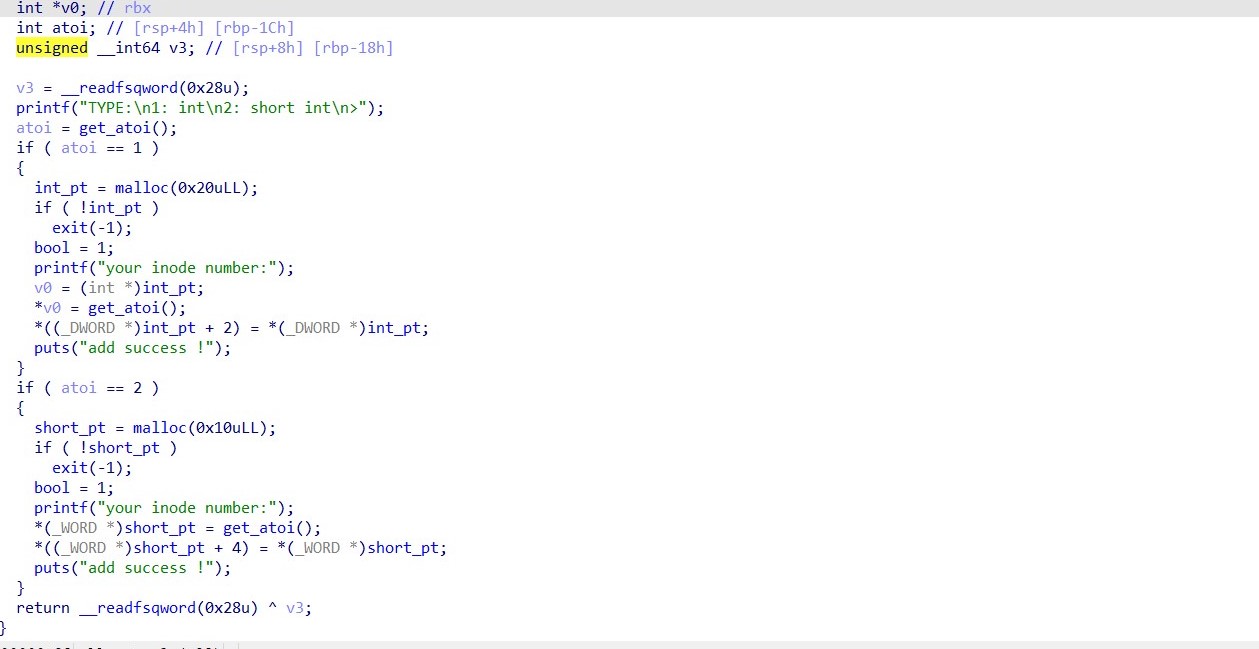 int *v0; // rbx
int atoi; // [rsp+4h] [rbp-1Ch]
unsigned __int64 v3; // [rsp+8h] [rbp-18h]
v3 = __readfsqword(0x28u);
printf("TYPE:\n1: int\n2: short int\n>");
atoi = get_atoi();
if ( atoi == 1 )
{
int_pt = malloc(0x20uLL);
if ( !int_pt )
exit(-1);
bool = 1;
printf("your inode number:");
v0 = (int *)int_pt;
*v0 = get_atoi();
*((_DWORD *)int_pt + 2) = *(_DWORD *)int_pt;
puts("add success !");
}
if ( atoi == 2 )
{
short_pt = malloc(0x10uLL);
if ( !short_pt )
exit(-1);
bool = 1;
printf("your inode number:");
*(_WORD *)short_pt = get_atoi();
*((_WORD *)short_pt + 4) = *(_WORD *)short_pt;
puts("add success !");
}
return __readfsqword(0x28u) ^ v3;
}